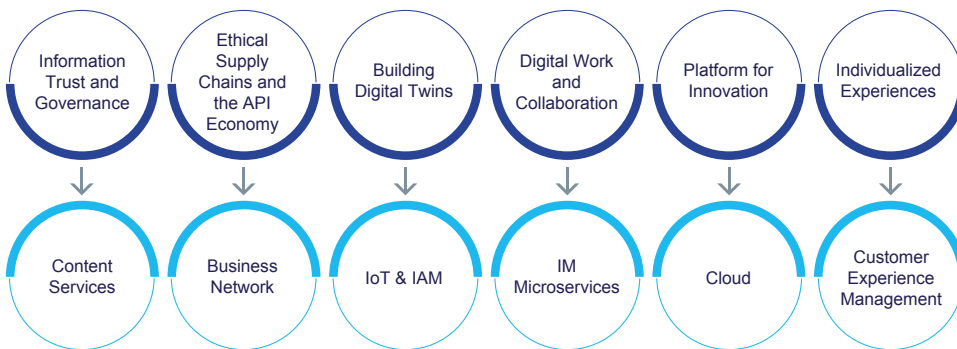 Information
Trust and
Governance
Ethical
Supply
Chains and
the API
Economy
Building
Digital Twins
Digital Work
and
Collaboration
Platform for
Innovation
Individualized
Experiences
Content
Services
Business
Network
IoT & IAM
IM
Microservices
Cloud
Customer
Experience
Management